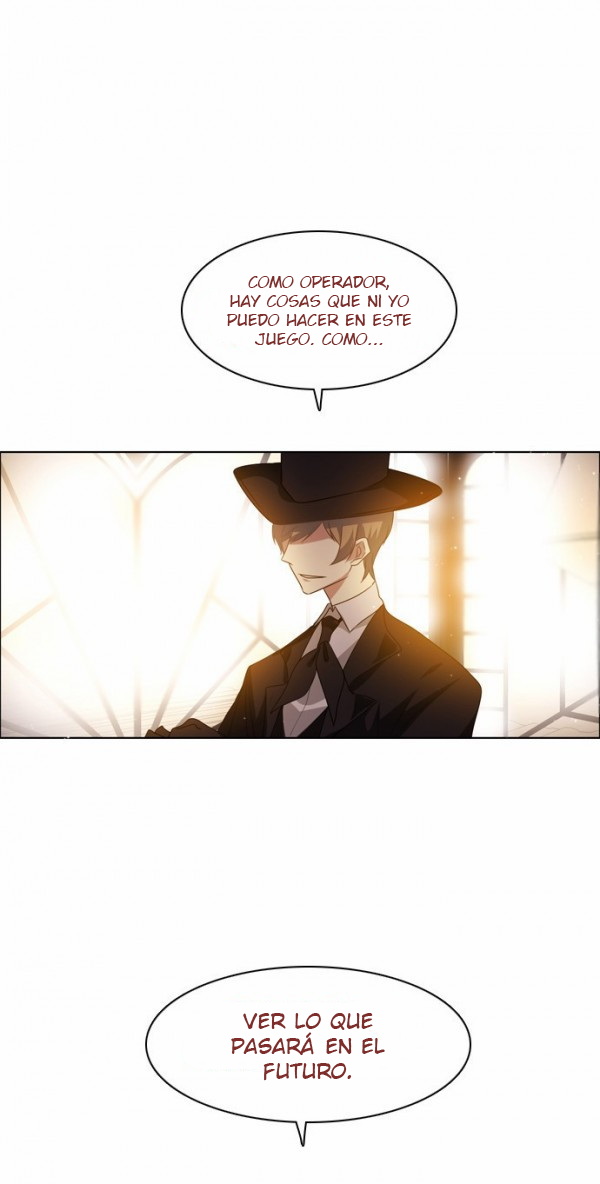 COMO OPERADOR,
HAY COSAS QUE NI YO
PUEDO HACER EN ESTE
JUEGO. COMO...
VER LO QUE
PASARÁ EN EL
FUTURO.